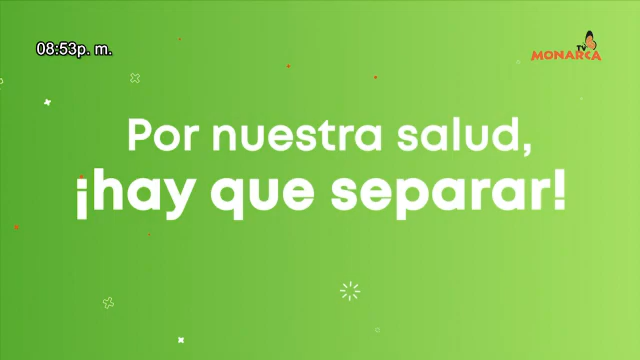 08:53p. m.
TV
MONARCA
Por nuestra salud,
¡hay que separar!